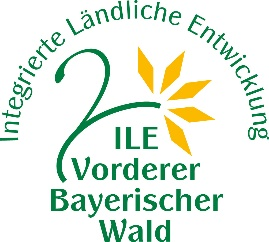 Integrierte Ländliche Entwicklung
ILE
Vorderer
Bayerischer
Wald